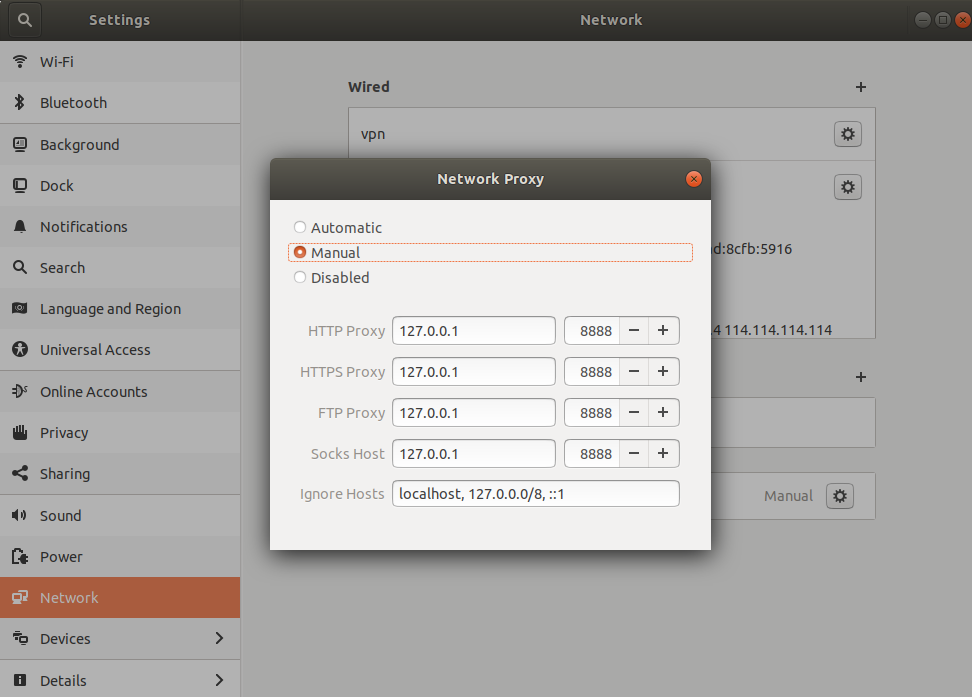 Settings
Network
Wi-Fi
Bluetooth
Background
Dock
Notifications
Search
Language and Region
Universal Access
Online Accounts
Privacy
Sharing
Sound
Power
Network
Devices
Details
Wired
vpn
d:8cfb:5916
4 114.114.114.114
Manual
Network Proxy
Automatic
Manual
Disabled
HTTP Proxy 127.0.0.1 8888 − +
HTTPS Proxy 127.0.0.1 8888 − +
FTP Proxy 127.0.0.1 8888 − +
Socks Host 127.0.0.1 8888 − +
Ignore Hosts localhost, 127.0.0.0/8, ::1